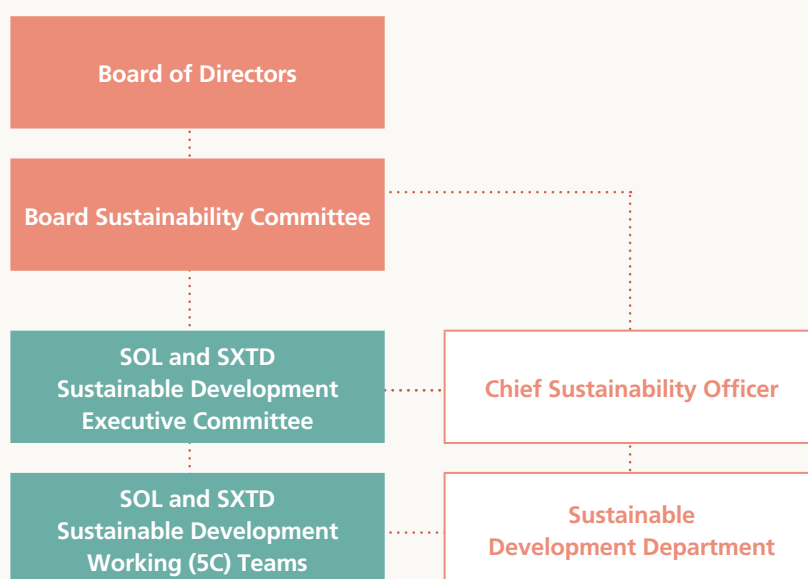 Board of Directors
Board Sustainability Committee
SOL and SXTD
Sustainable Development
Executive Committee
Chief Sustainability Officer
SOL and SXTD
Sustainable Development
Working (5C) Teams
Sustainable
Development Department